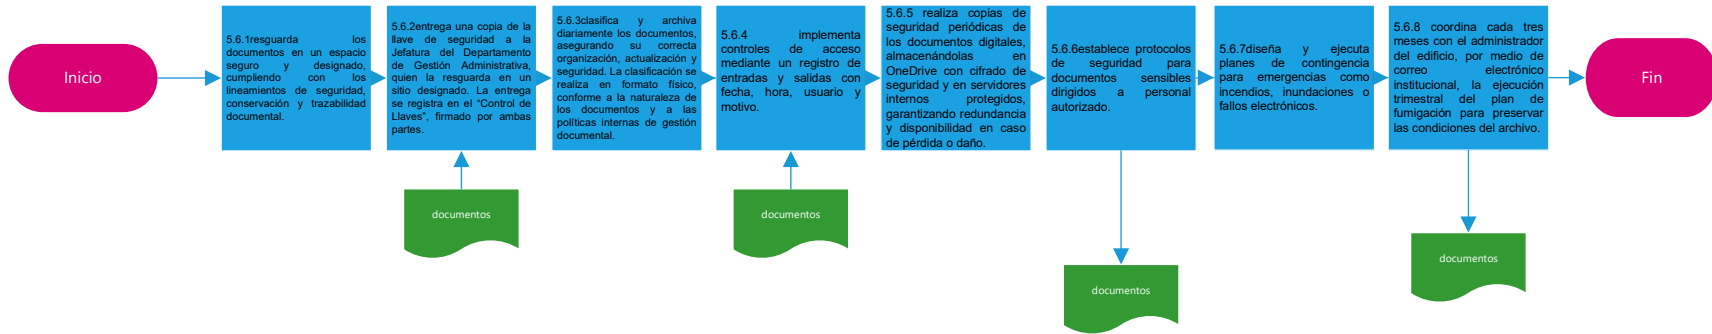 Inicio
5.6.1resguarda los
documentos en un espacio
seguro y designado,
cumpliendo con los
lineamientos de seguridad,
conservación y trazabilidad
documental.
5.6.2entrega una copia de la
llave de seguridad a la
Jefatura del Departamento
de Gestión Administrativa,
quien la resguarda en un
sitio designado. La entrega
se registra en el “Control de
Llaves”, firmado por ambas
partes.
5.6.3clasifica y archiva
diariamente los documentos,
asegurando su correcta
organización, actualización y
seguridad. La clasificación se
realiza en formato físico,
conforme a la naturaleza de
los documentos y a las
políticas internas de gestión
documental.
5.6.4 implementa
controles de acceso
mediante un registro de
entradas y salidas con
fecha, hora, usuario y
motivo.
5.6.5 realiza copias de
seguridad periódicas de
los documentos digitales,
almacenándolas en
OneDrive con cifrado de
seguridad y en servidores
internos protegidos,
garantizando redundancia
y disponibilidad en caso
de pérdida o daño.
5.6.6establece protocolos
de seguridad para
documentos sensibles
dirigidos a personal
autorizado.
5.6.7diseña y ejecuta
planes de contingencia
para emergencias como
incendios, inundaciones o
fallos electrónicos.
5.6.8 coordina cada tres
meses con el administrador
del edificio, por medio de
correo electrónico
institucional, la ejecución
trimestral del plan de
fumigación para preservar
las condiciones del archivo.
Fin
documentos
documentos
documentos
documentos